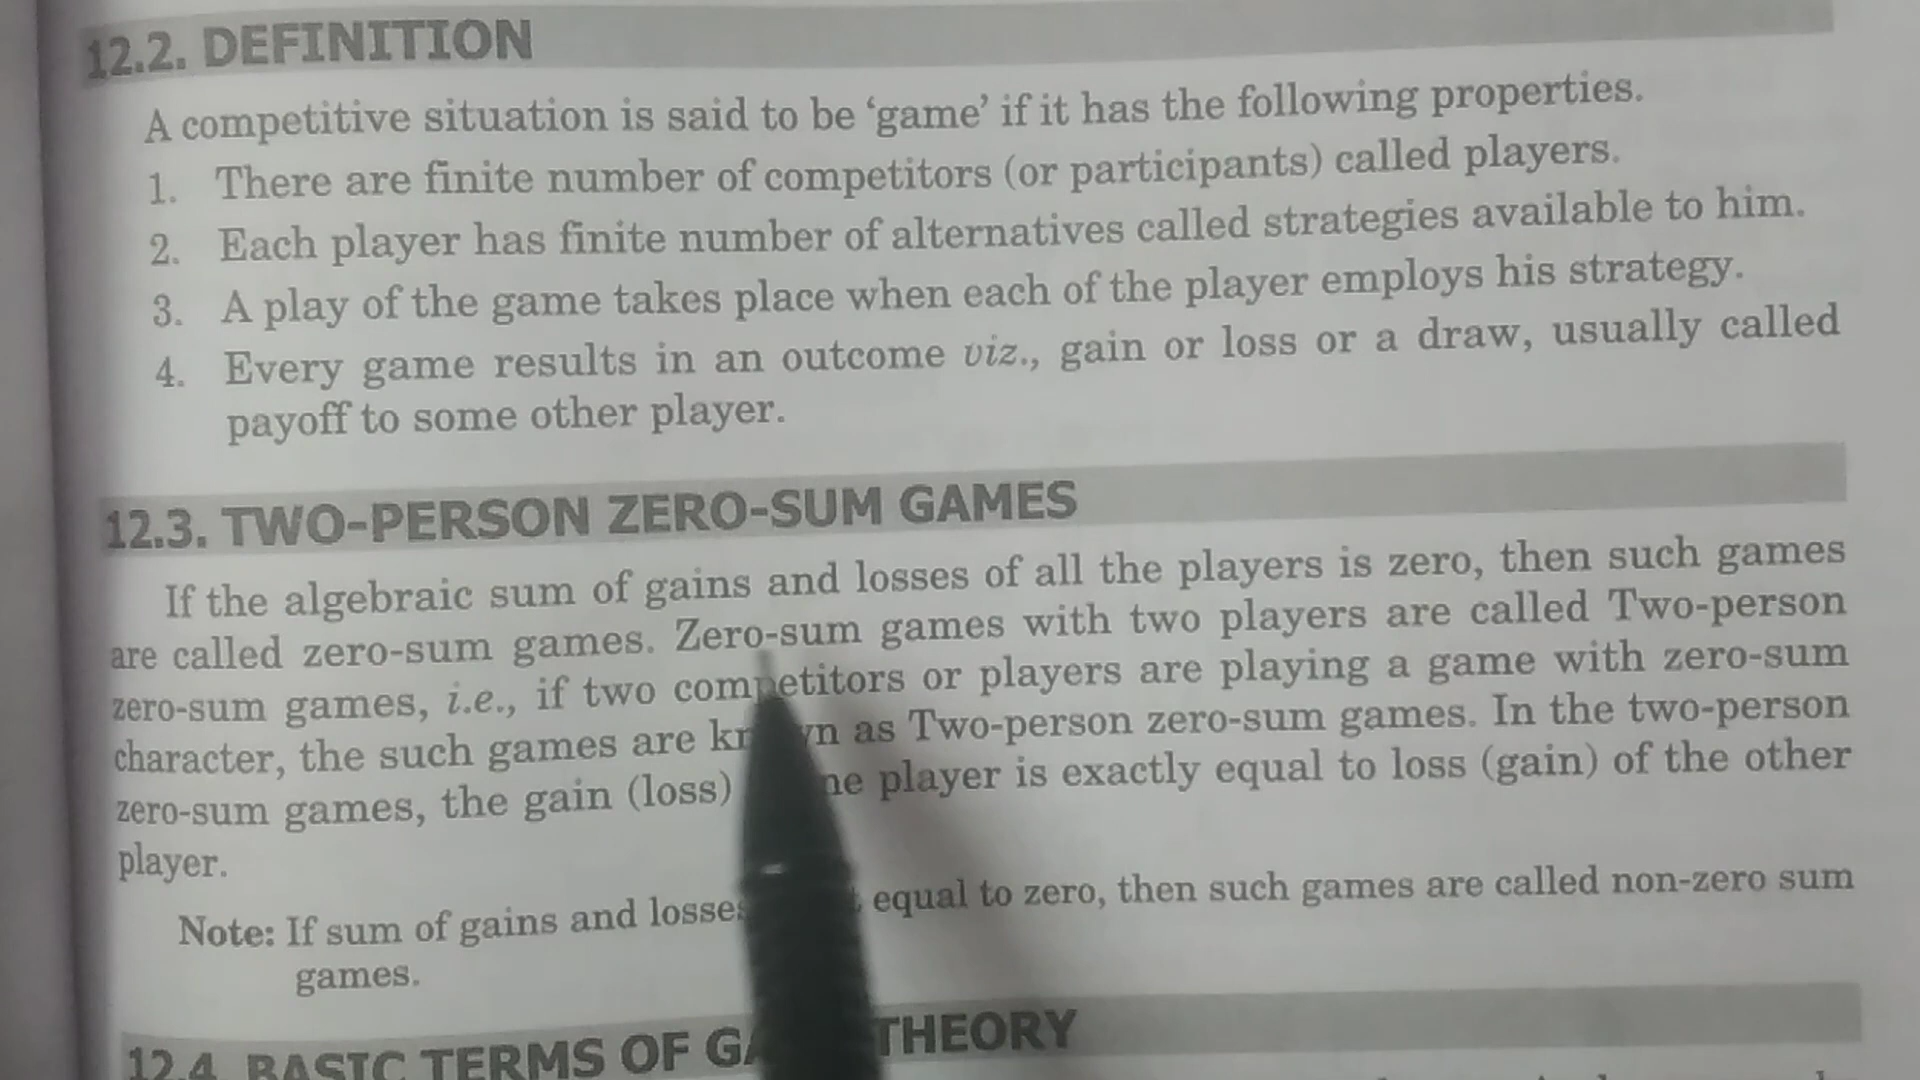 12.2. DEFINITION
A competitive situation is said to be ‘game’ if it has the following properties.
1. There are finite number of competitors (or participants) called players.
2. Each player has finite number of alternatives called strategies available to him.
3. A play of the game takes place when each of the player employs his strategy.
4. Every game results in an outcome viz., gain or loss or a draw, usually called
payoff to some other player.
12.3. TWO-PERSON ZERO-SUM GAMES
If the algebraic sum of gains and losses of all the players is zero, then such games
are called zero-sum games. Zero-sum games with two players are called Two-person
zero-sum games, i.e., if two competitors or players are playing a game with zero-sum
character, the such games are known as Two-person zero-sum games. In the two-person
zero-sum games, the gain (loss) player is exactly equal to loss (gain) of the other
player.
Note: If sum of gains and losses equal to zero, then such games are called non-zero sum
games.
12.4. BASIC TERMS OF THEORY